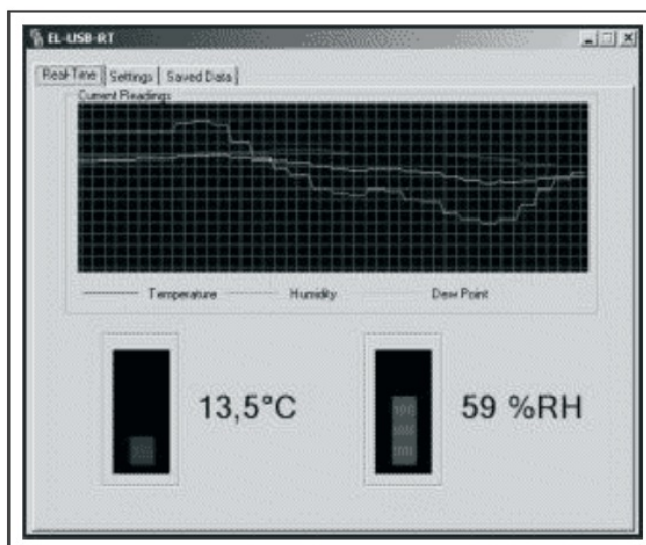 EL-USB-RT
Real-Time Settings Saved Data
Current Readings
Temperature Humidity Dew Point
13,5°C 59 %RH